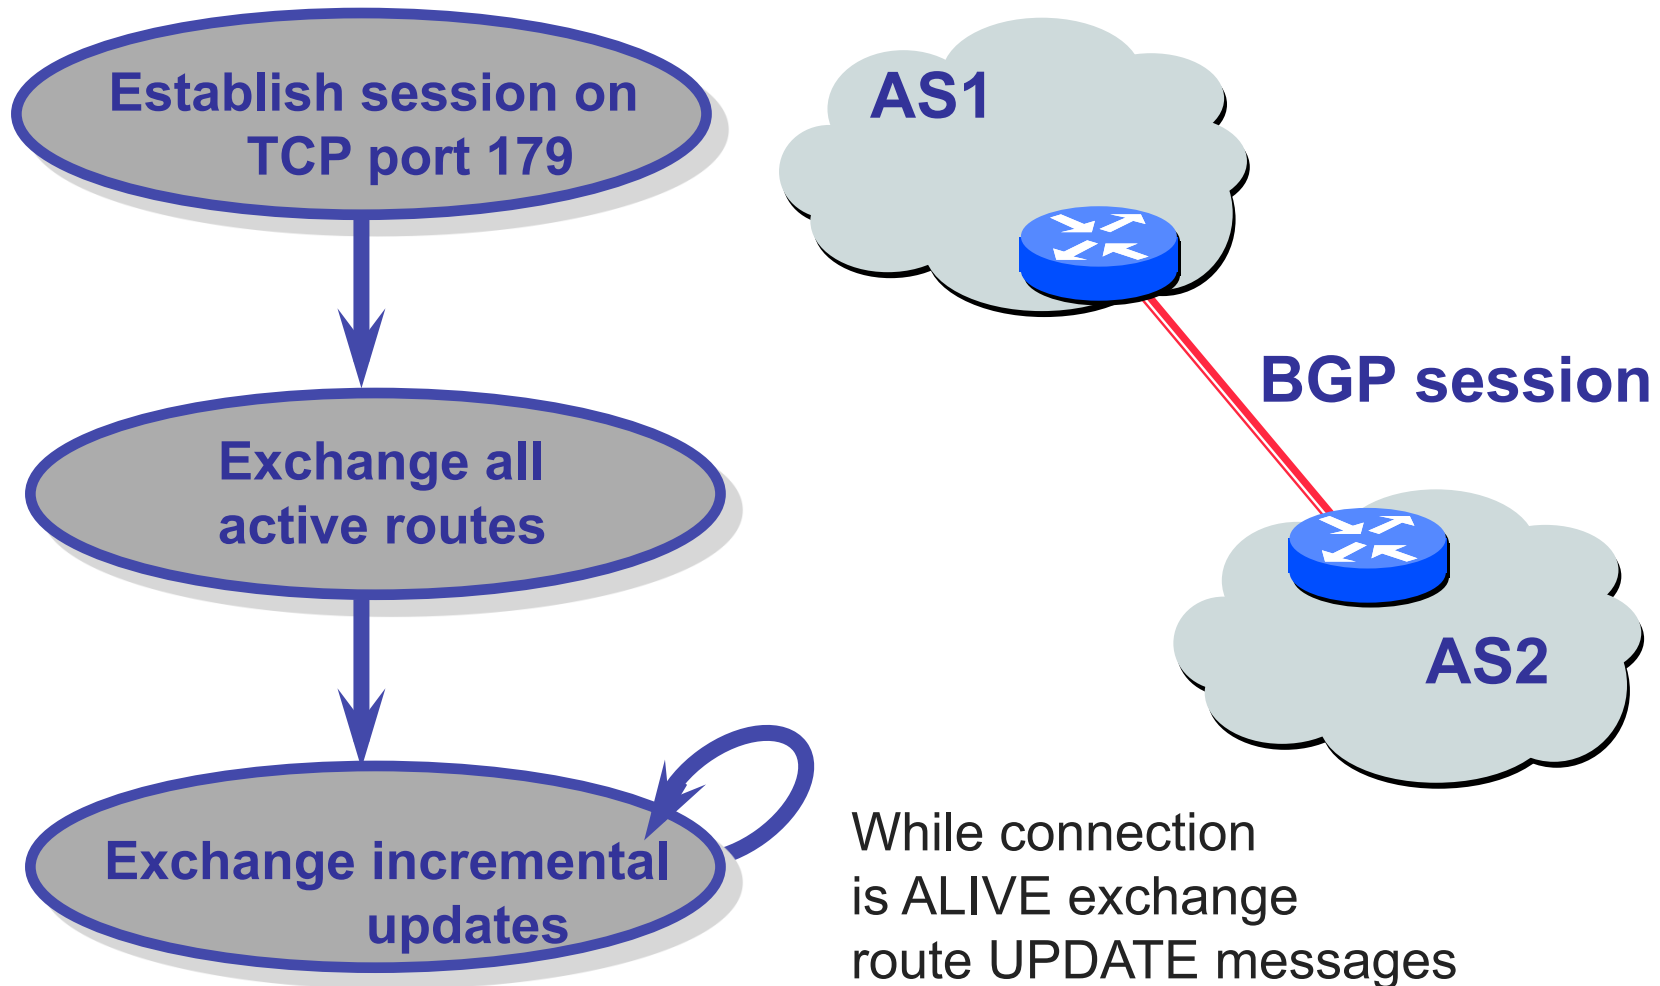 Establish session on
TCP port 179
Exchange all
active routes
Exchange incremental
updates
AS1
BGP session
AS2
While connection
is ALIVE exchange
route UPDATE messages